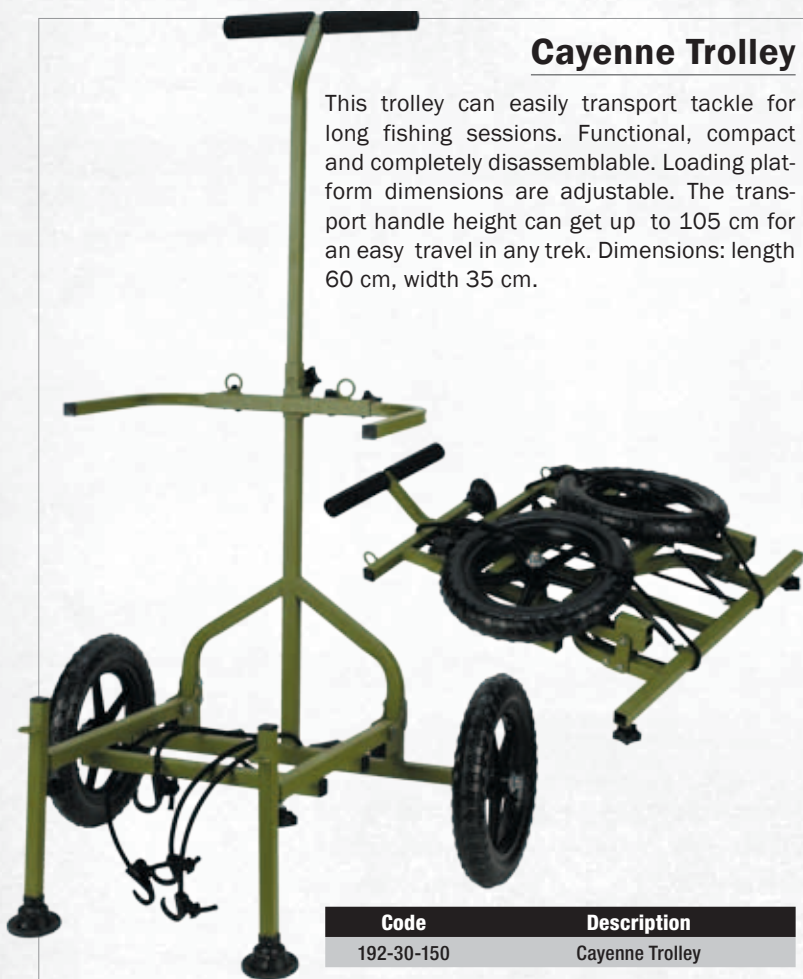 Cayenne Trolley
This trolley can easily transport tackle for
long fishing sessions. Functional, compact
and completely disassemblable. Loading plat-
form dimensions are adjustable. The trans-
port handle height can get up to 105 cm for
an easy travel in any trek. Dimensions: length
60 cm, width 35 cm.
Code Description
192-30-150 Cayenne Trolley